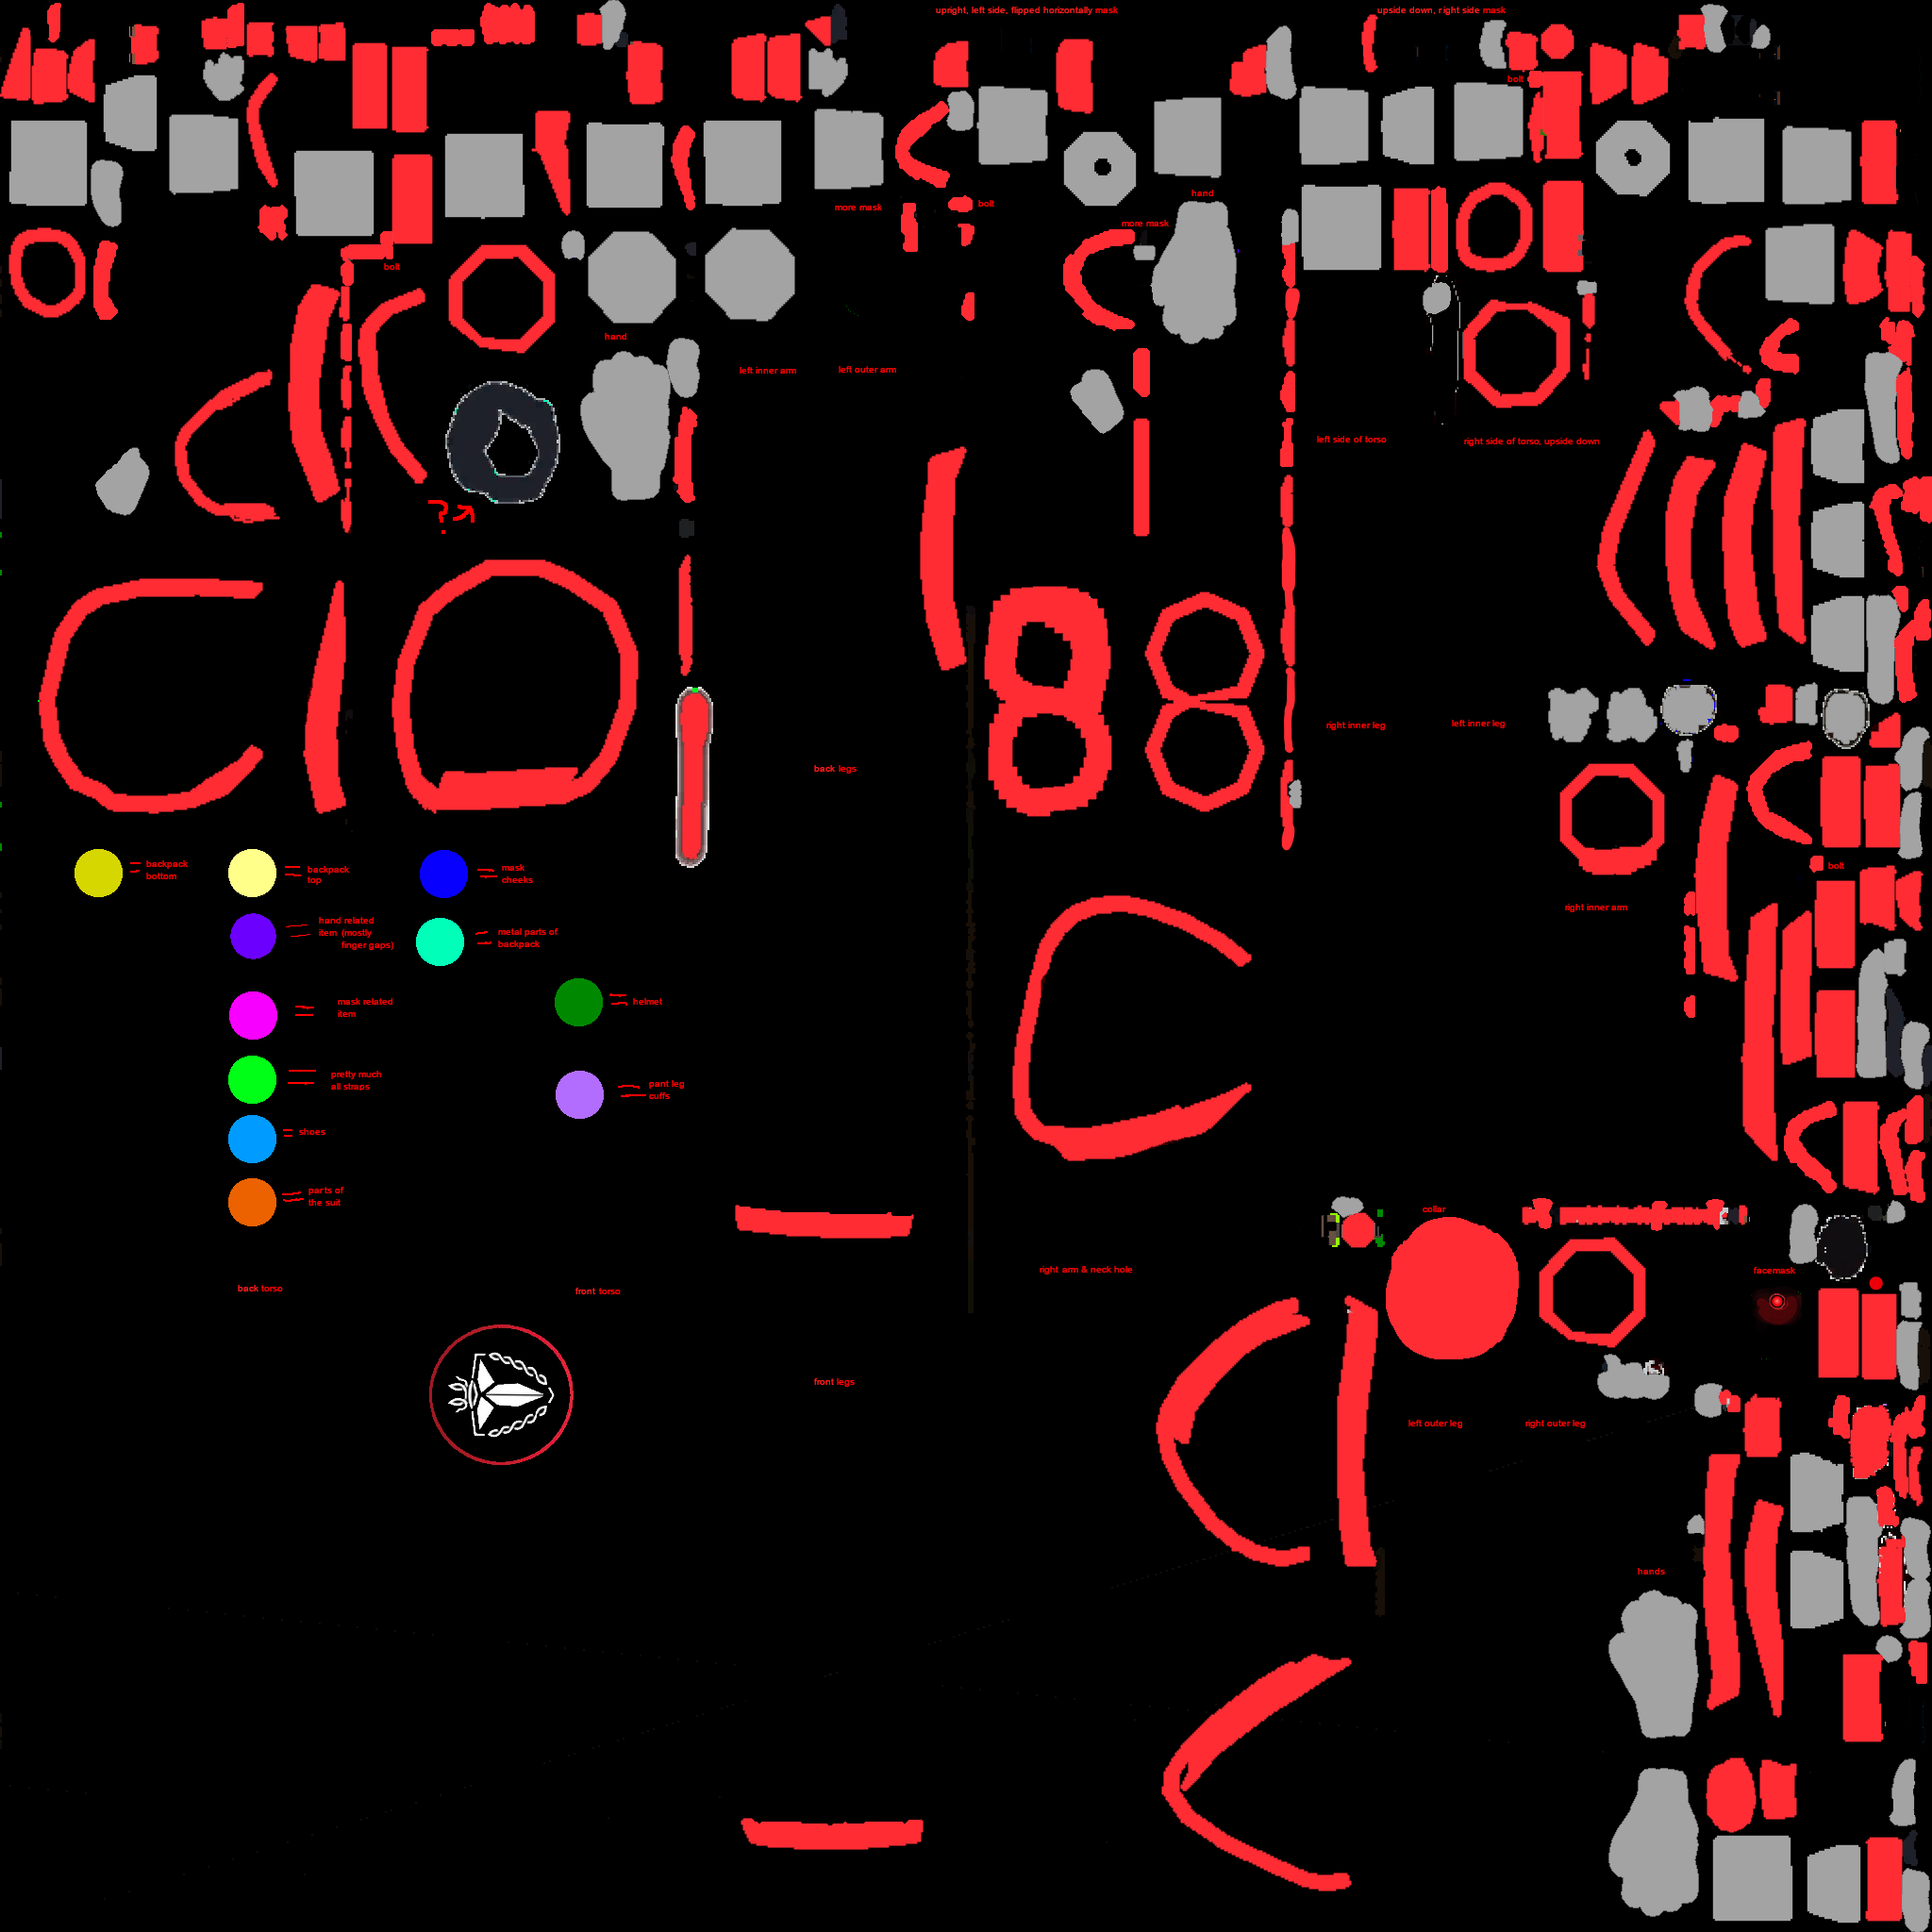 upright, left side, flipped horizontally mask
upside down, right side mask
bolt
hand
more mask
bolt
more mask
bolt
hand
left inner arm
left outer arm
left side of torso
right side of torso, upside down
?
right inner leg
left inner leg
back legs
backpack
bottom
backpack
top
mask
cheeks
bolt
right inner arm
hand related
item (mostly
finger gaps)
metal parts of
backpack
mask related
item
helmet
pretty much
all straps
pant leg
cuffs
shoes
parts of
the suit
collar
right arm & neck hole
facemask
back torso
front torso
front legs
left outer leg
right outer leg
hands